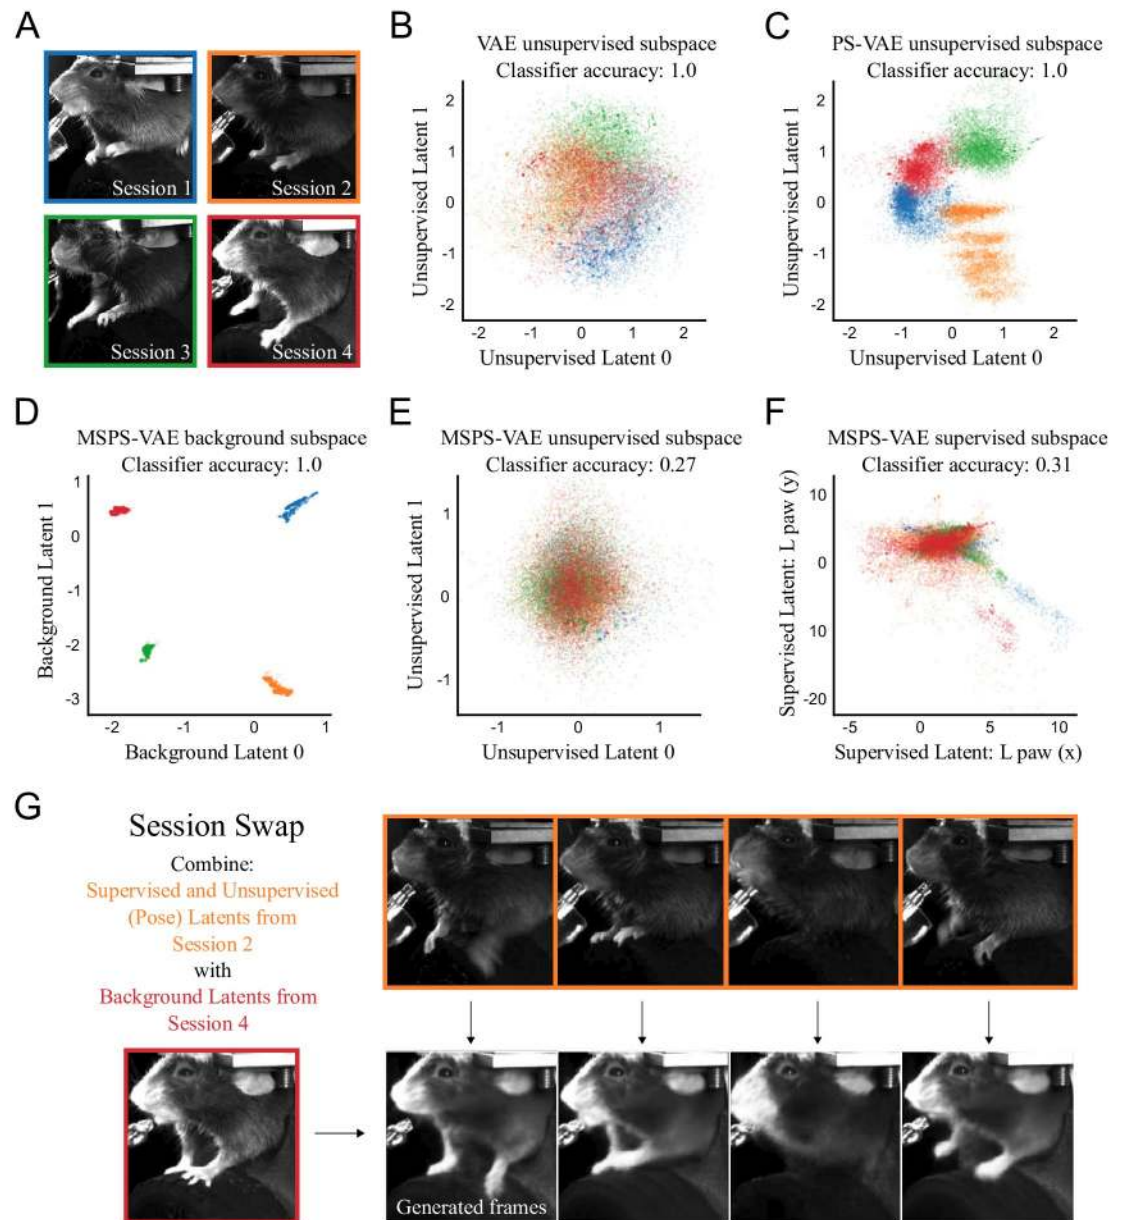 A
Session 1
Session 2
Session 3
Session 4
B
VAE unsupervised subspace
Classifier accuracy: 1.0
Unsupervised Latent 1
2
1
0
-1
-2
-2 -1 0 1 2
Unsupervised Latent 0
C
PS-VAE unsupervised subspace
Classifier accuracy: 1.0
Unsupervised Latent 1
2
1
0
-1
-2
-2 -1 0 1 2
Unsupervised Latent 0
D
MSPS-VAE background subspace
Classifier accuracy: 1.0
Background Latent 1
1
0
-1
-2
-3
-2 -1 0 1
Background Latent 0
E
MSPS-VAE unsupervised subspace
Classifier accuracy: 0.27
Unsupervised Latent 1
1
0
-1
-1 0 1
Unsupervised Latent 0
F
MSPS-VAE supervised subspace
Classifier accuracy: 0.31
Supervised Latent: L paw (y)
10
0
10
-20
-5 0 5 10
Supervised Latent: L paw (x)
G
Session Swap
Combine:
Supervised and Unsupervised
(Pose) Latents from
Session 2
with
Background Latents from
Session 4
Generated frames